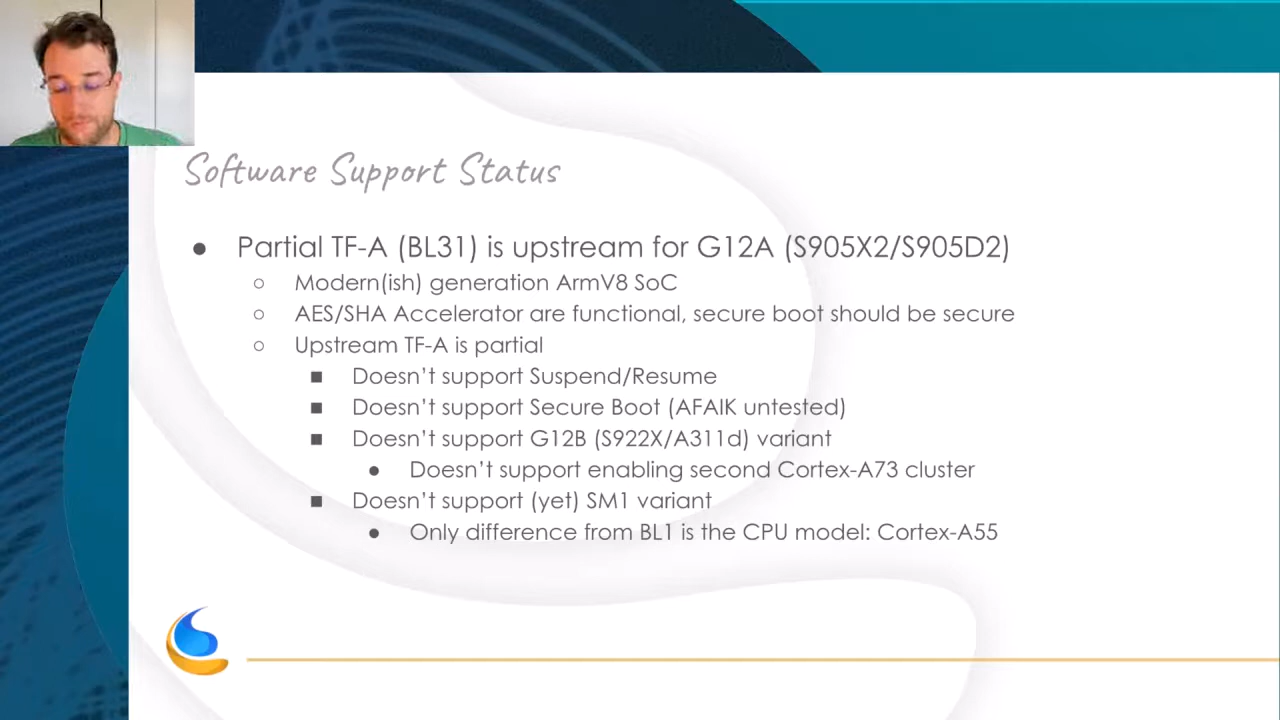 Software Support Status
● Partial TF-A (BL31) is upstream for G12A (S905X2/S905D2)
○ Modern(ish) generation ArmV8 SoC
○ AES/SHA Accelerator are functional, secure boot should be secure
○ Upstream TF-A is partial
■ Doesn't support Suspend/Resume
■ Doesn't support Secure Boot (AFAIK untested)
■ Doesn't support G12B (S922X/A311d) variant
● Doesn't support enabling second Cortex-A73 cluster
■ Doesn't support (yet) SM1 variant
● Only difference from BL1 is the CPU model: Cortex-A55